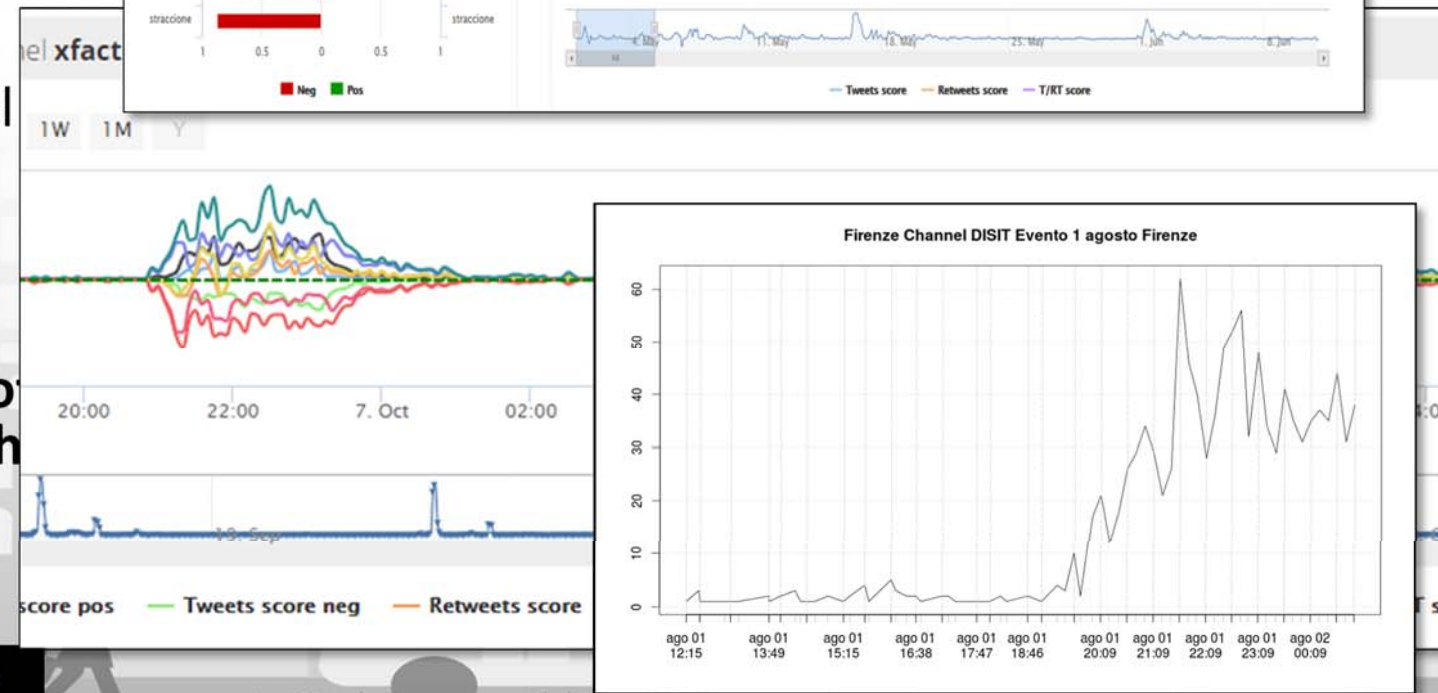 straccione
straccione
1 0.5 0 0.5 1
Neg Pos
4. May 11. May 18. May 25. May 1. Jun 8. Jun
Tweets score Retweets score T/RT score
xfact
1W 1M Y
20:00 22:00 7. Oct 02:00
score pos Tweets score neg Retweets score
Firenze Channel DISIT Evento 1 agosto Firenze
60
50
40
30
20
10
0
ago 01 ago 01 ago 01 ago 01 ago 01 ago 01 ago 01 ago 01 ago 01 ago 01 ago 02
12:15 13:49 15:15 16:38 17:47 18:46 20:09 21:09 22:09 23:09 00:09